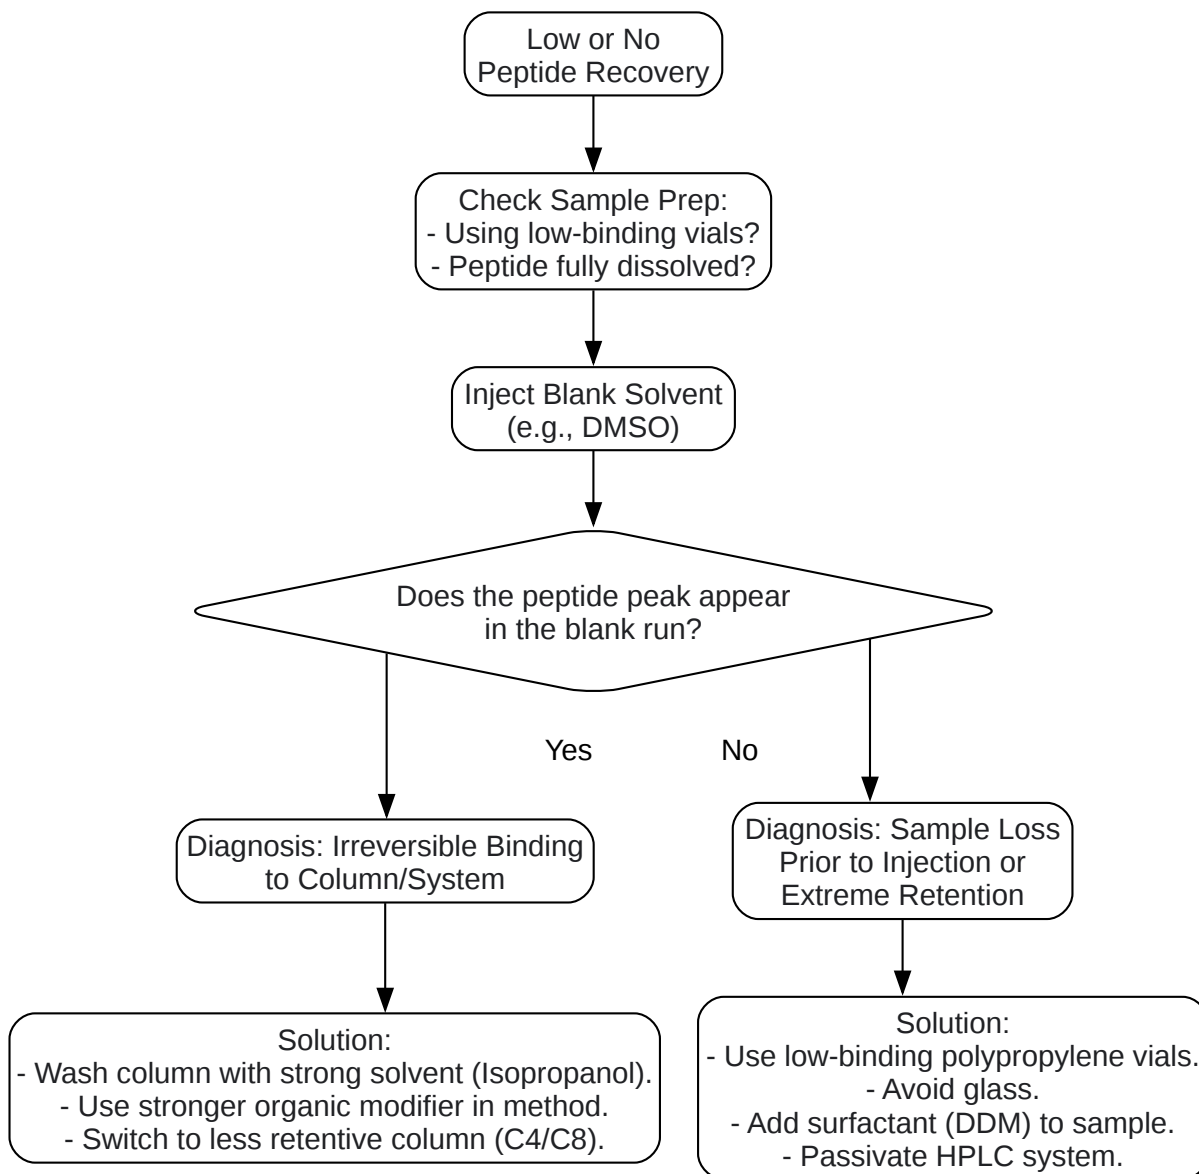 Low or No
Peptide Recovery
Check Sample Prep:
- Using low-binding vials?
- Peptide fully dissolved?
Inject Blank Solvent
(e.g., DMSO)
Does the peptide peak appear
in the blank run?
Yes
No
Diagnosis: Irreversible Binding
to Column/System
Diagnosis: Sample Loss
Prior to Injection or
Extreme Retention
Solution:
- Wash column with strong solvent (Isopropanol).
- Use stronger organic modifier in method.
- Switch to less retentive column (C4/C8).
Solution:
- Use low-binding polypropylene vials.
- Avoid glass.
- Add surfactant (DDM) to sample.
- Passivate HPLC system.